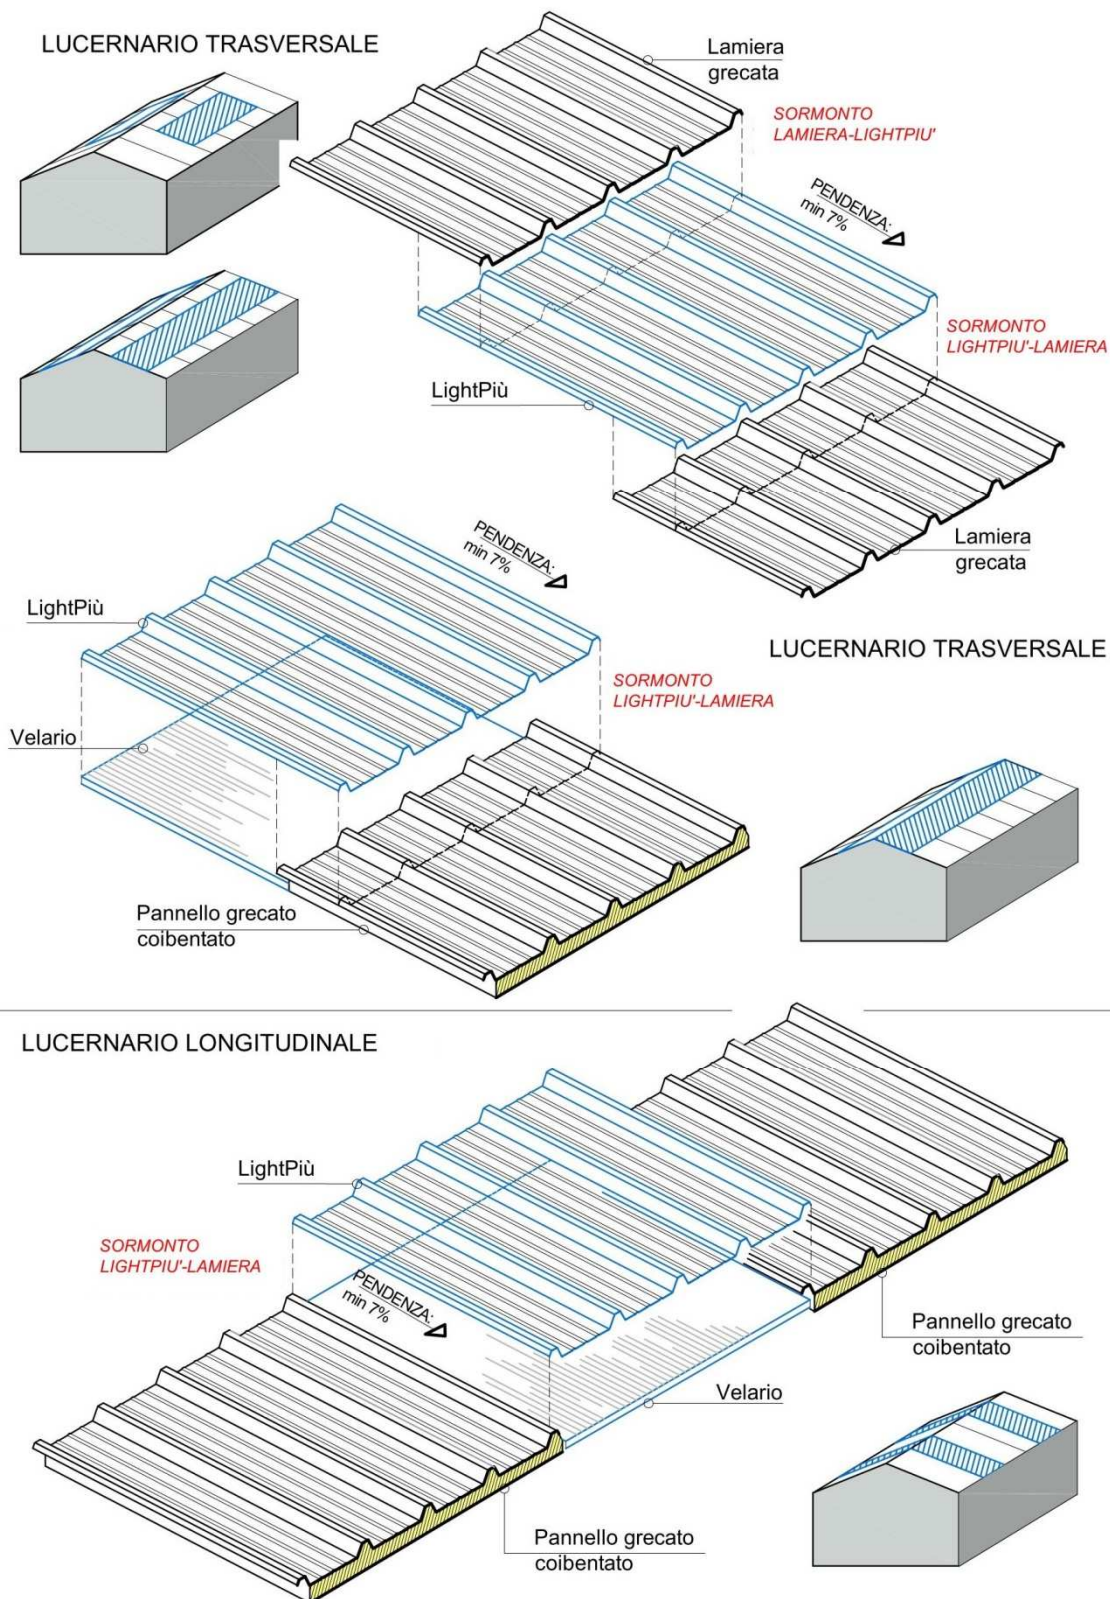 LUCERNARIO TRASVERSALE
Lamiera
grecata
SORMONTO
LAMIERA-LIGHTPIU'
PENDENZA:
min 7%
SORMONTO
LIGHTPIU'-LAMIERA
LightPiù
Lamiera
grecata
PENDENZA:
min 7%
LightPiù
LUCERNARIO TRASVERSALE
SORMONTO
LIGHTPIU'-LAMIERA
Velario
Pannello grecato
coibentato
LUCERNARIO LONGITUDINALE
LightPiù
SORMONTO
LIGHTPIU'-LAMIERA
PENDENZA:
min 7%
Pannello grecato
coibentato
Velario
Pannello grecato
coibentato